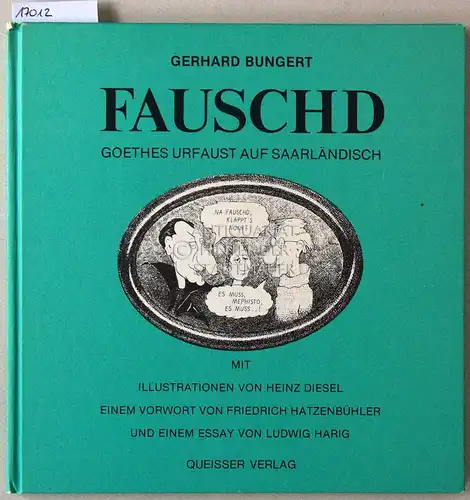 17012
GERHARD BUNGERT
FAUSCHD
GOETHES URFAUST AUF SAARLÄNDISCH
NA FAUSCHD,
KLAPPT'S
ES MUSS,
MEPHISTO,
ES MUSS...!
MIT
ILLUSTRATIONEN VON HEINZ DIESEL
EINEM VORWORT VON FRIEDRICH HATZENBÜHLER
UND EINEM ESSAY VON LUDWIG HARIG
QUEISSER VERLAG